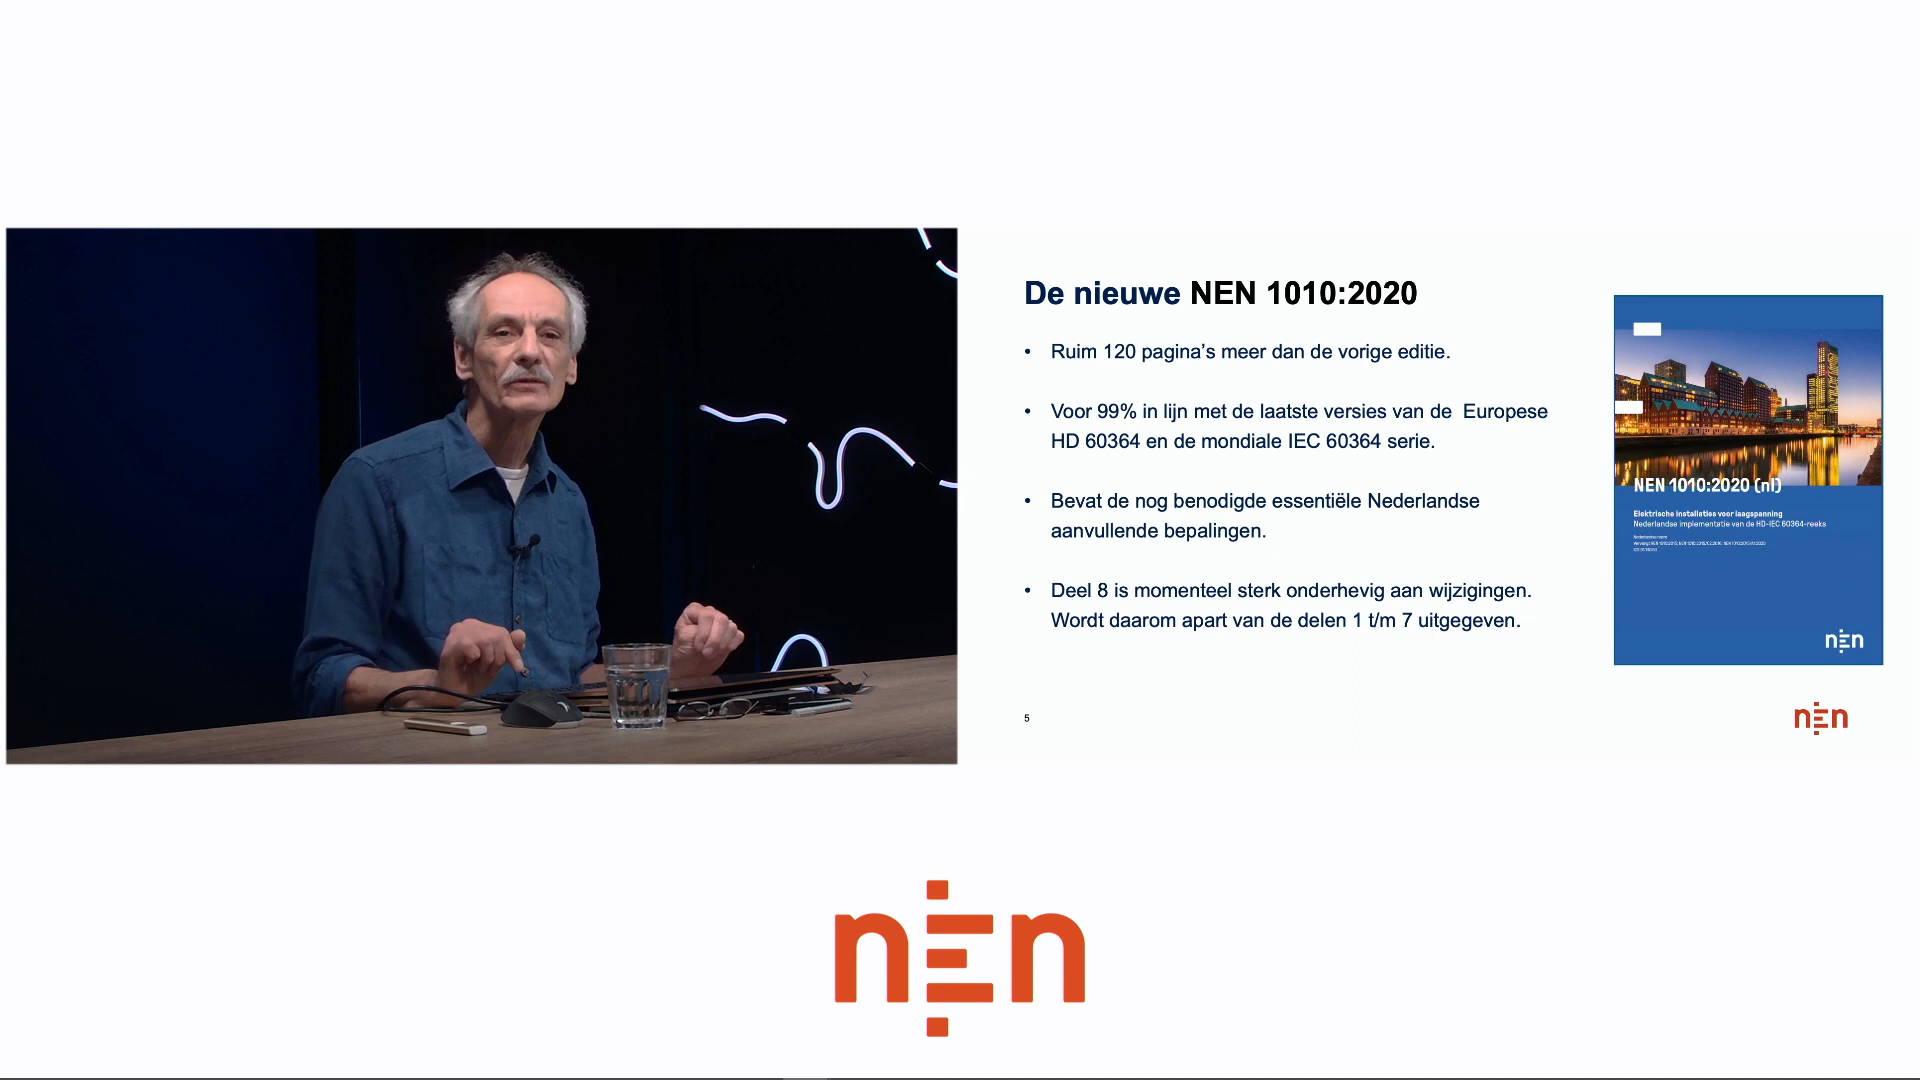 De nieuwe NEN 1010:2020
• Ruim 120 pagina’s meer dan de vorige editie.
• Voor 99% in lijn met de laatste versies van de  Europese
HD 60364 en de mondiale IEC 60364 serie.
• Bevat de nog benodigde essentiële Nederlandse
aanvullende bepalingen.
• Deel 8 is momenteel sterk onderhevig aan wijzigingen.
Wordt daarom apart van de delen 1 t/m 7 uitgegeven.
5
NEN 1010:2020 (nl)
Elektrische installaties voor laagspanning
Nederlandse implementatie van de HD-IEC 60364-reeks
Nederlandse norm
nen
nen
nen